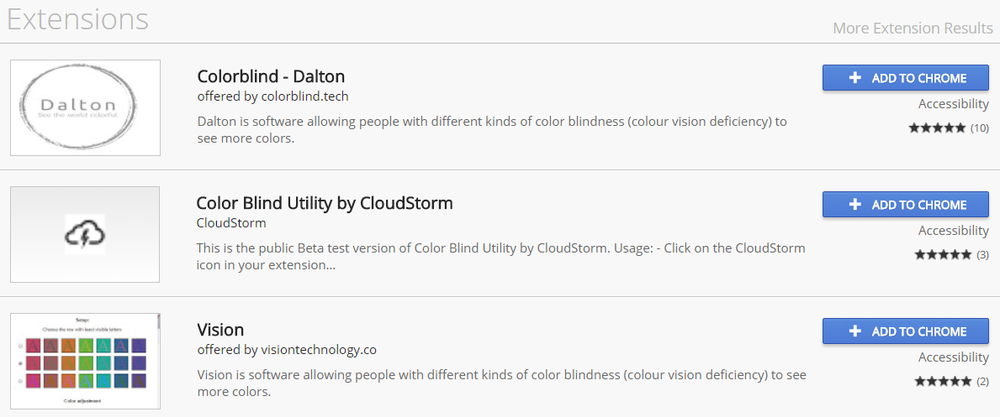 Extensions
More Extension Results
Dalton
See the world colorful.
Colorblind - Dalton
offered by colorblind.tech
Dalton is software allowing people with different kinds of color blindness (colour vision deficiency) to
see more colors.
ADD TO CHROME
Accessibility
(10)
Color Blind Utility by CloudStorm
CloudStorm
This is the public Beta test version of Color Blind Utility by CloudStorm. Usage: - Click on the CloudStorm
icon in your extension...
ADD TO CHROME
Accessibility
(3)
Setup:
Choose the row with least visible letters
Color adjustment
Vision
offered by visiontechnology.co
Vision is software allowing people with different kinds of color blindness (colour vision deficiency) to see
more colors.
ADD TO CHROME
Accessibility
(2)